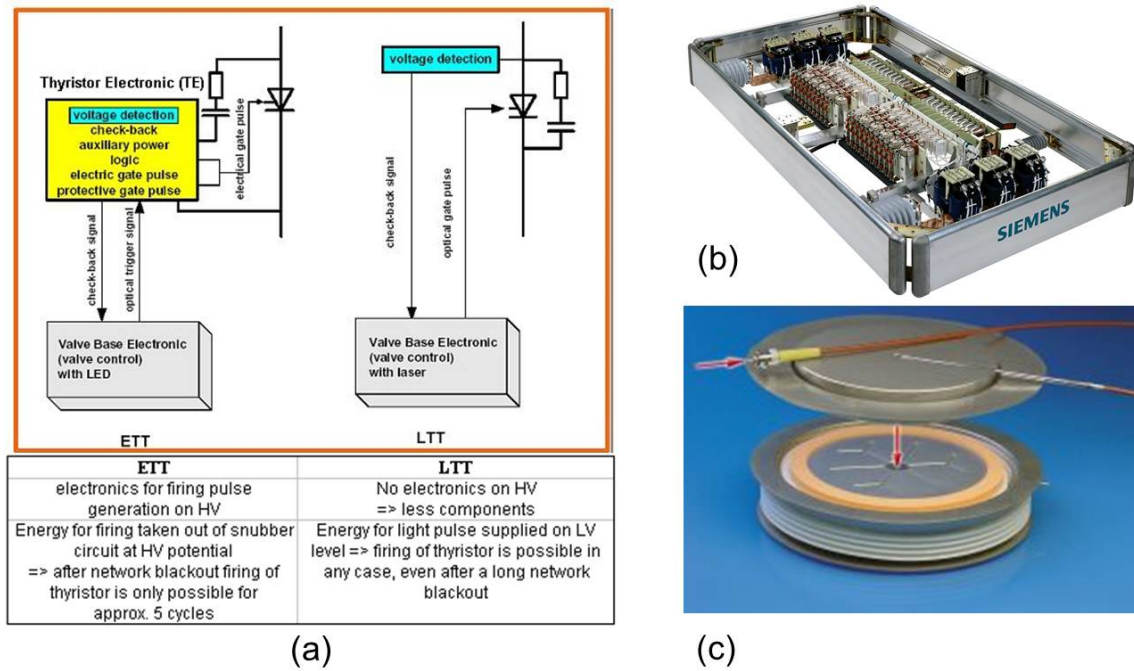 Thyristor Electronic (TE)
voltage detection
check-back
auxiliary power
logic
electric gate pulse
protective gate pulse
electrical gate pulse
check-back signal
optical trigger signal
Valve Base Electronic
(valve control)
with LED
ETT
voltage detection
check-back signal
optical gate pulse
Valve Base Electronic
(valve control)
with laser
LTT
ETT
LTT
electronics for firing pulse
generation on HV
No electronics on HV
=> less components
Energy for firing taken out of snubber
circuit at HV potential
=> after network blackout firing of
thyristor is only possible for
approx. 5 cycles
Energy for light pulse supplied on LV
level => firing of thyristor is possible in
any case, even after a long network
blackout
(a)
SIEMENS
(b)
(c)